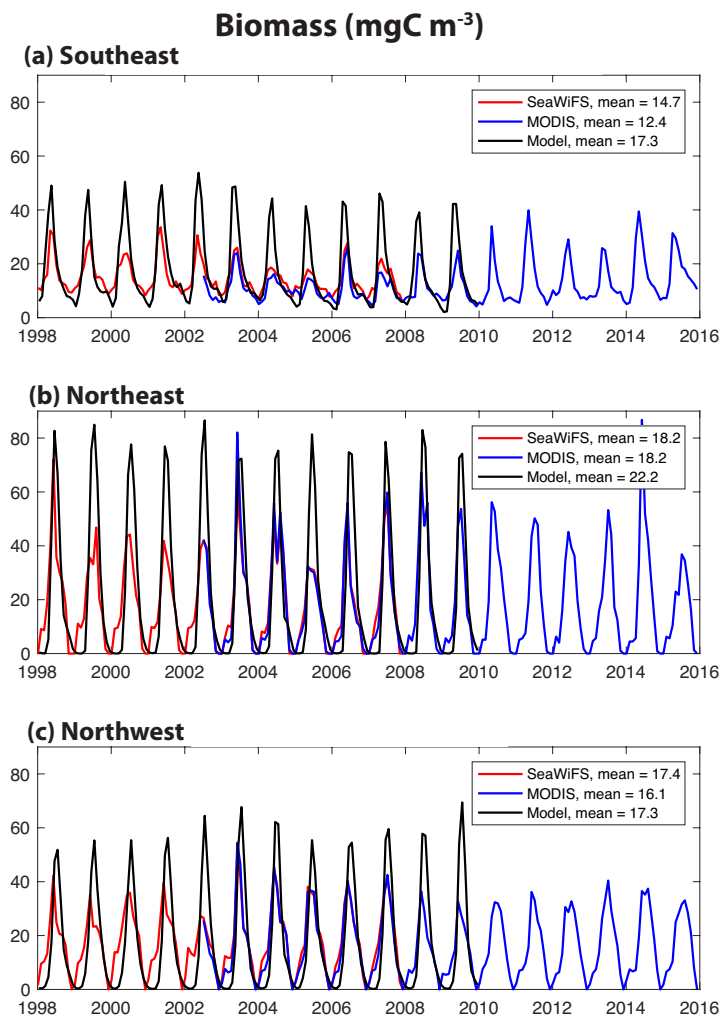 Biomass (mgC m-3)
(a) Southeast
80
60
40
20
0
SeaWiFS, mean = 14.7
MODIS, mean = 12.4
Model, mean = 17.3
1998 2000 2002 2004 2006 2008 2010 2012 2014 2016
(b) Northeast
80
60
40
20
0
SeaWiFS, mean = 18.2
MODIS, mean = 18.2
Model, mean = 22.2
1998 2000 2002 2004 2006 2008 2010 2012 2014 2016
(c) Northwest
80
60
40
20
0
SeaWiFS, mean = 17.4
MODIS, mean = 16.1
Model, mean = 17.3
1998 2000 2002 2004 2006 2008 2010 2012 2014 2016